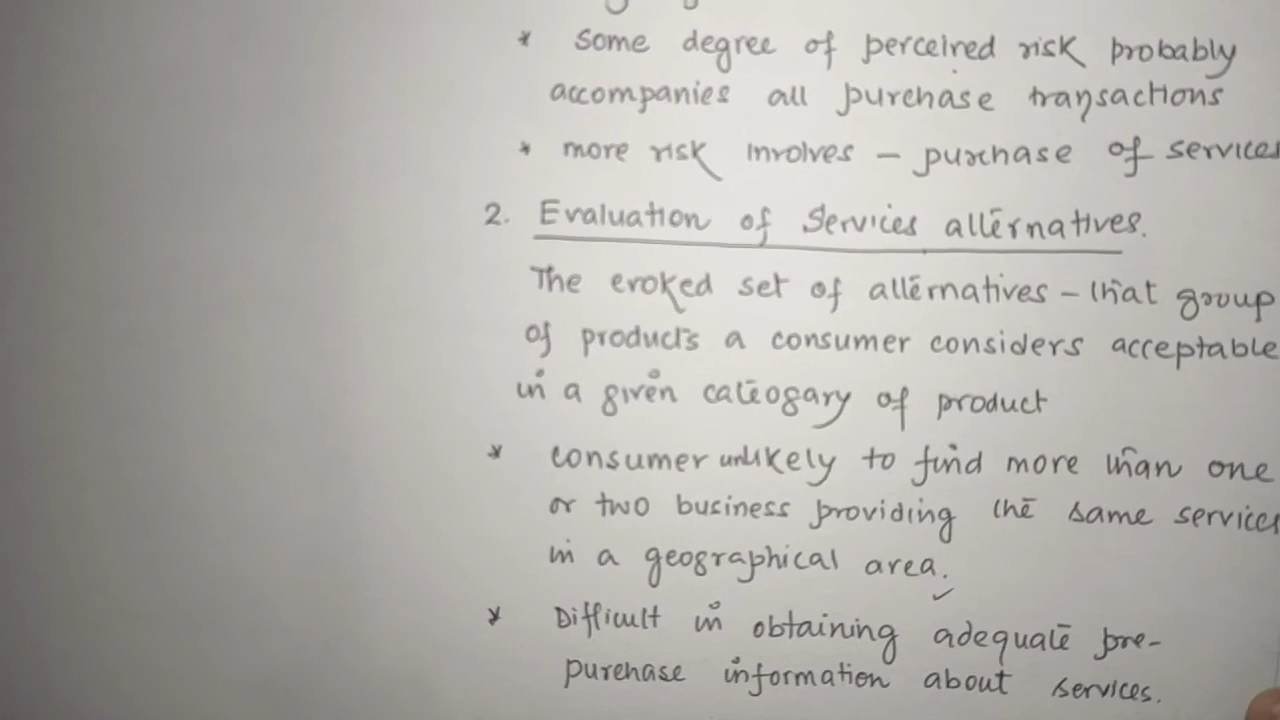 * some degree of perceived risk probably
accompanies all purchase transactions
* more risk involves - purchase of services
2. Evaluation of Services alternatives.
The evoked set of alternatives - that group
of products a consumer considers acceptable
in a given cateogary of product
* consumer unlikely to find more than one
or two business providing the same services
in a geographical area.
* Difficult in obtaining adequate pre-
purchase information about services.